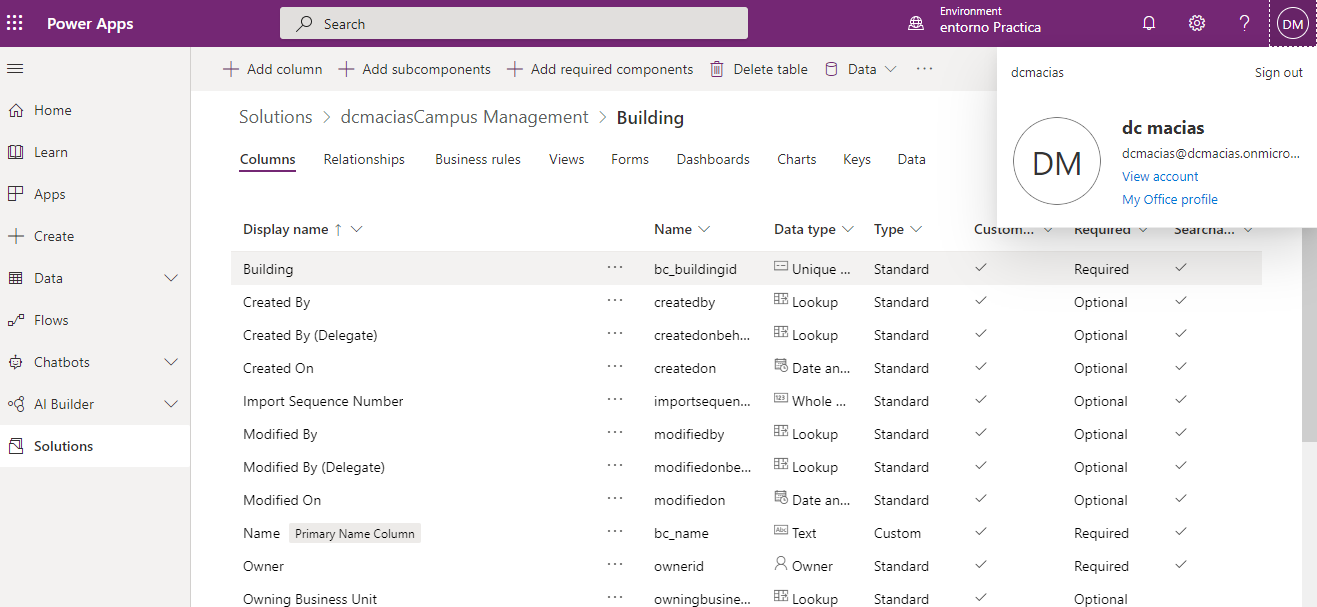 Power Apps
Search
Environment
entorno Practica
DM
dcmacias
Sign out
DM
dc macias
dcmacias@dcmacias.onmicro...
View account
My Office profile
Home
Learn
Apps
Create
Data
Flows
Chatbots
AI Builder
Solutions
Add column Add subcomponents Add required components Delete table Data ...
Solutions > dcmaciasCampus Management > Building
Columns Relationships Business rules Views Forms Dashboards Charts Keys Data
Display name ↑ Name Data type Type Custom... Required Searcha...
Building ... bc_buildingid Unique ... Standard ✓ Required ✓
Created By ... createdby Lookup Standard ✓ Optional ✓
Created By (Delegate) ... createdonbeh... Lookup Standard ✓ Optional ✓
Created On ... createdon Date an... Standard ✓ Optional ✓
Import Sequence Number ... importsequen... Whole ... Standard ✓ Optional ✓
Modified By ... modifiedby Lookup Standard ✓ Optional ✓
Modified By (Delegate) ... modifiedonbe... Lookup Standard ✓ Optional ✓
Modified On ... modifiedon Date an... Standard ✓ Optional ✓
Name Primary Name Column ... bc_name Abc Text Custom ✓ Required ✓
Owner ... ownerid Owner Standard ✓ Required ✓
Owning Business Unit ... owningbusine... Lookup Standard ✓ Optional ✓